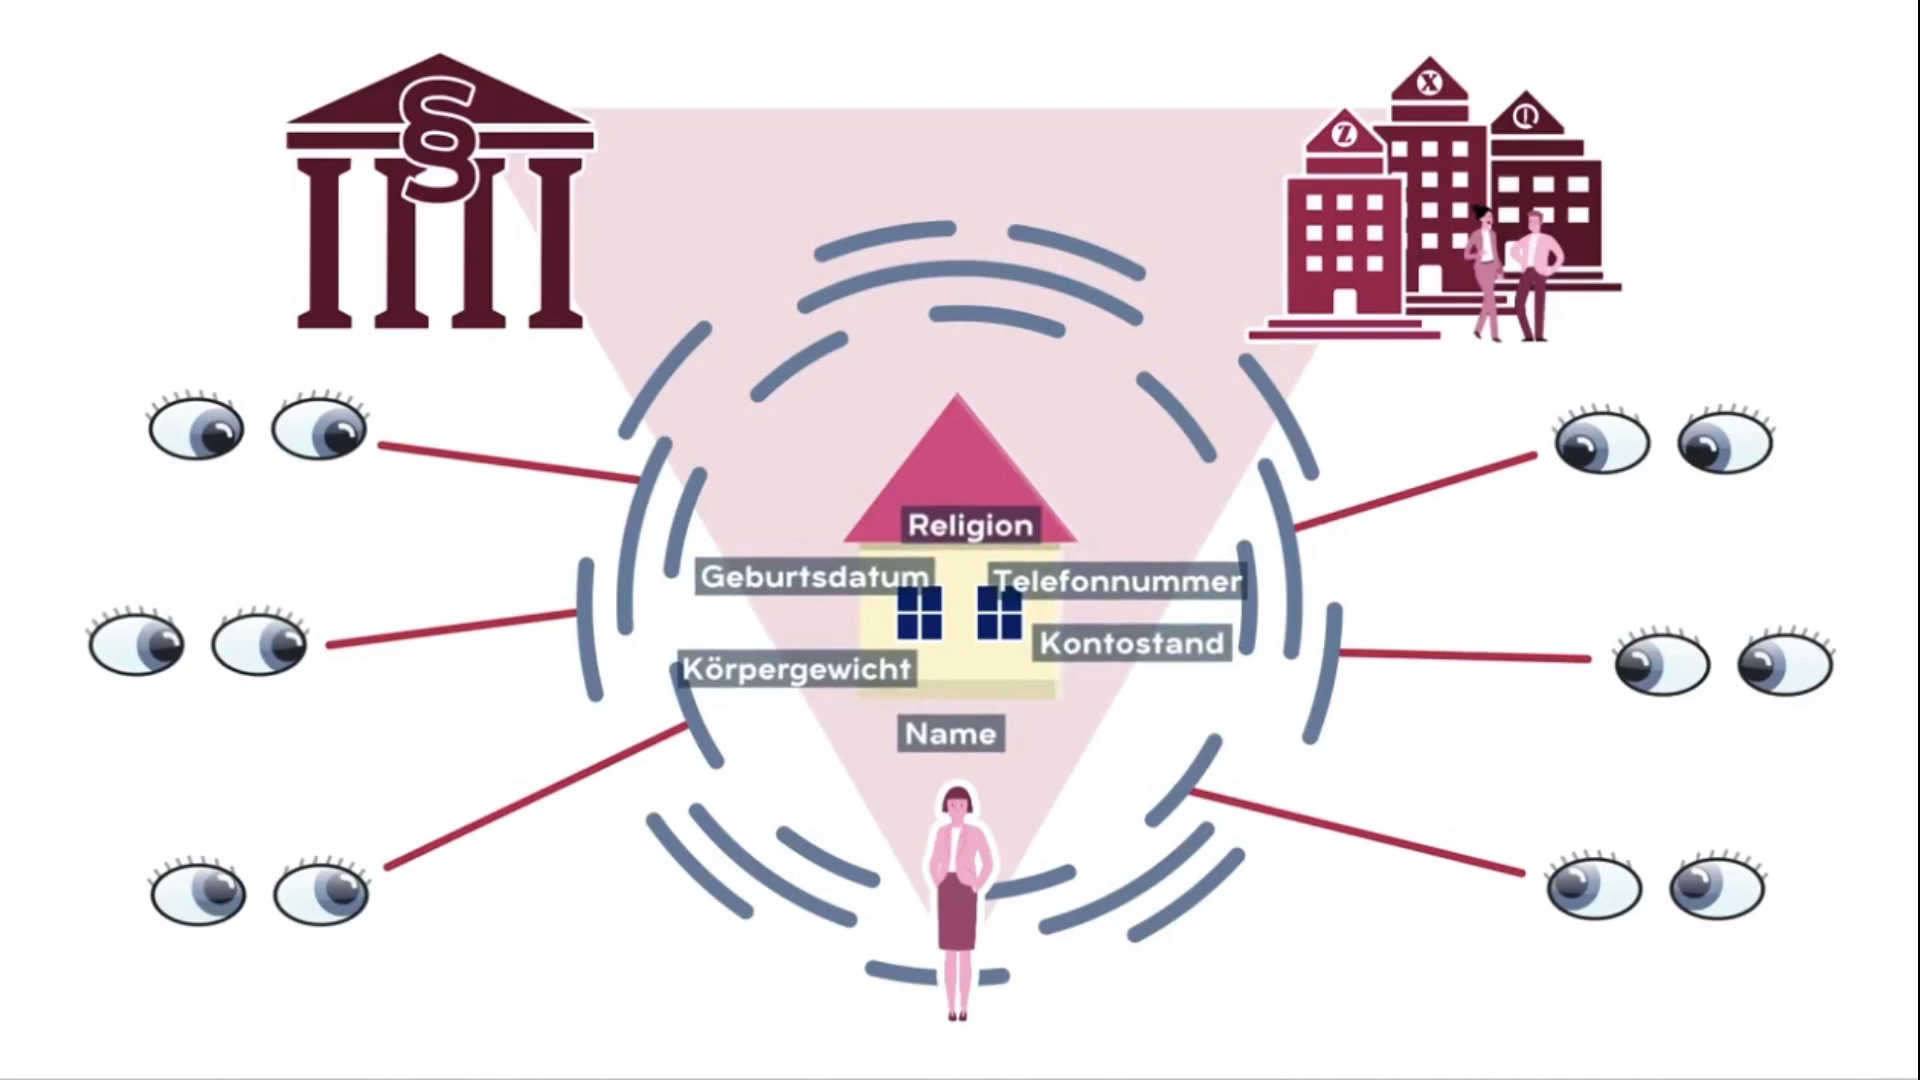 §
X
Z
Q
Religion
Geburtsdatum
Telefonnummer
Kontostand
Körpergewicht
Name